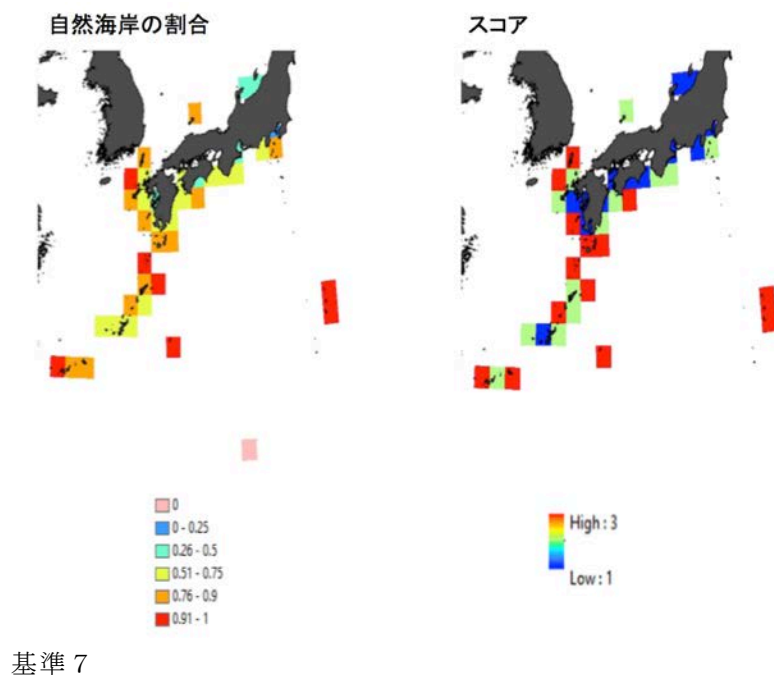 自然海岸の割合
スコア
0
0 - 0.25
0.26 - 0.5
0.51 - 0.75
0.76 - 0.9
0.91 - 1
High : 3
Low : 1
基準 7